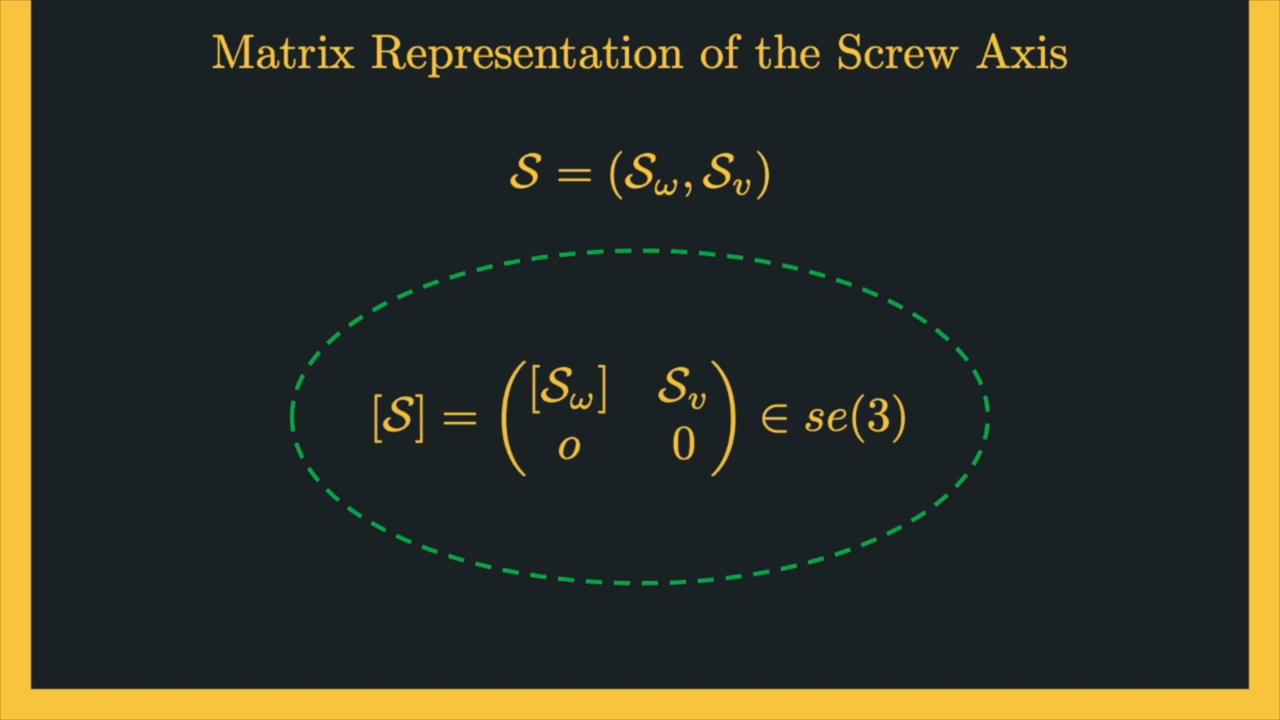 Matrix Representation of the Screw Axis
𝒮 = (𝒮_ω, 𝒮_v)
[𝒮] = ( [𝒮_ω] 𝒮_v
o 0 ) ∈ se(3)